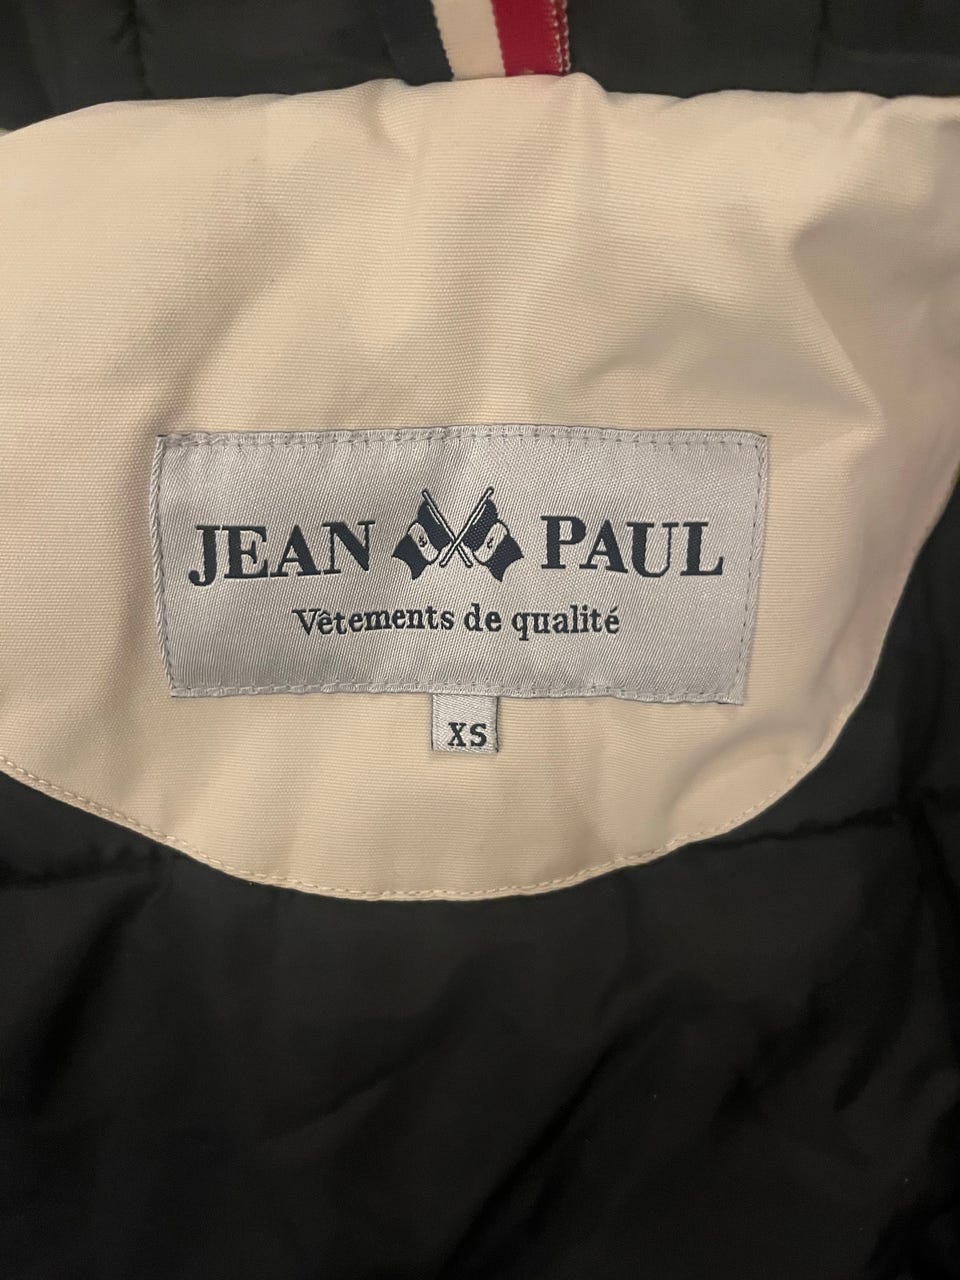 JEAN PAUL
Vêtements de qualité
XS